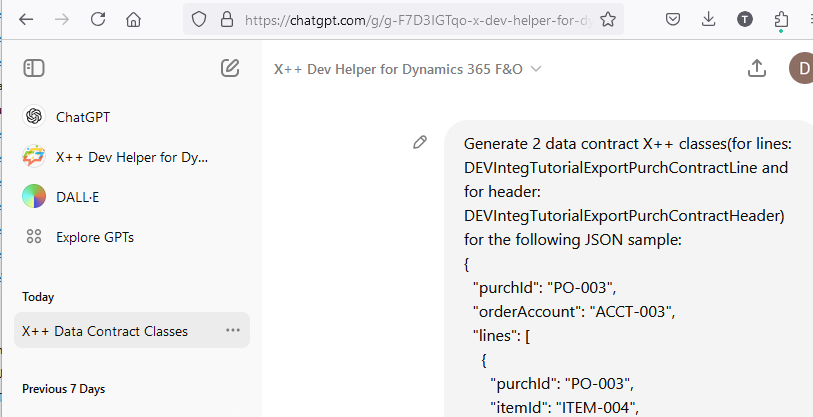 https://chatgpt.com/g/g-F7D3IGTqo-x-dev-helper-for-dy
T
X++ Dev Helper for Dynamics 365 F&O
D
ChatGPT
X++ Dev Helper for Dy...
DALL·E
Explore GPTs
Today
X++ Data Contract Classes
Previous 7 Days
Generate 2 data contract X++ classes(for lines:
DEVIntegTutorialExportPurchContractLine and
for header:
DEVIntegTutorialExportPurchContractHeader)
for the following JSON sample:
{
"purchId": "PO-003",
"orderAccount": "ACCT-003",
"lines": [
{
"purchId": "PO-003",
"itemId": "ITEM-004",